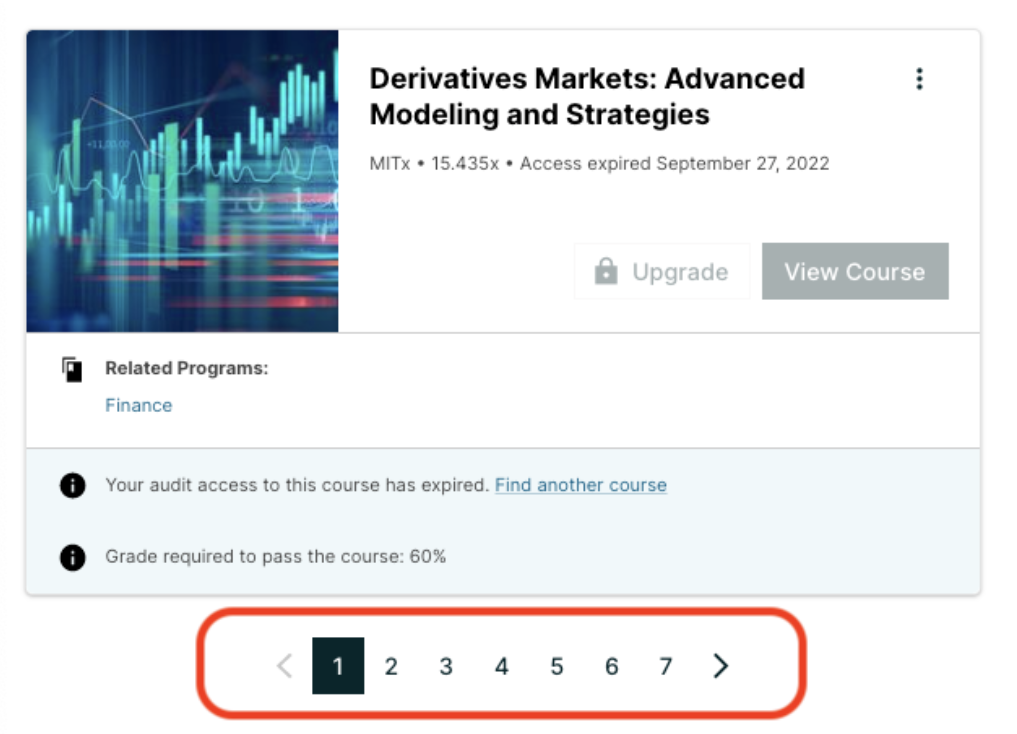 Derivatives Markets: Advanced
Modeling and Strategies
MITx • 15.435x • Access expired September 27, 2022
Upgrade
View Course
Related Programs:
Finance
Your audit access to this course has expired. Find another course
Grade required to pass the course: 60%
< 1 2 3 4 5 6 7 >